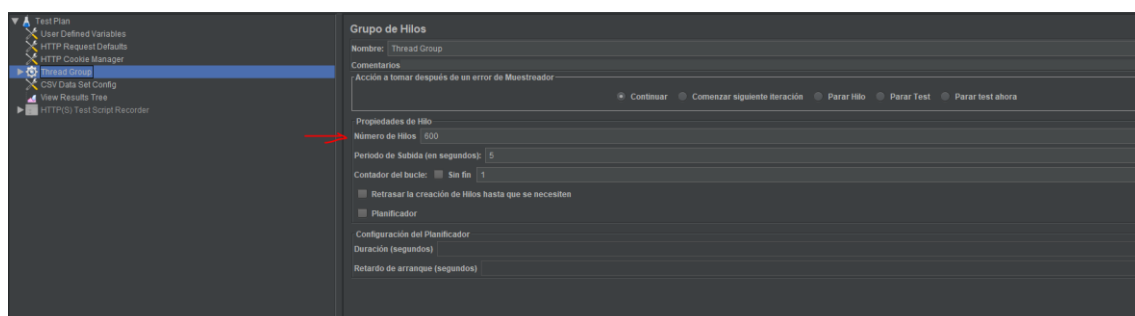 Test Plan
User Defined Variables
HTTP Request Defaults
HTTP Cookie Manager
Thread Group
CSV Data Set Config
View Results Tree
HTTP(S) Test Script Recorder
Grupo de Hilos
Nombre: Thread Group
Comentarios
Acción a tomar después de un error de Muestreador
Continuar Comenzar siguiente iteración Parar Hilo Parar Test Parar test ahora
Propiedades de Hilo
Número de Hilos 600
Periodo de Subida (en segundos): 5
Contador del bucle: Sin fin 1
Retrasar la creación de Hilos hasta que se necesiten
Planificador
Configuración del Planificador
Duración (segundos)
Retardo de arranque (segundos)